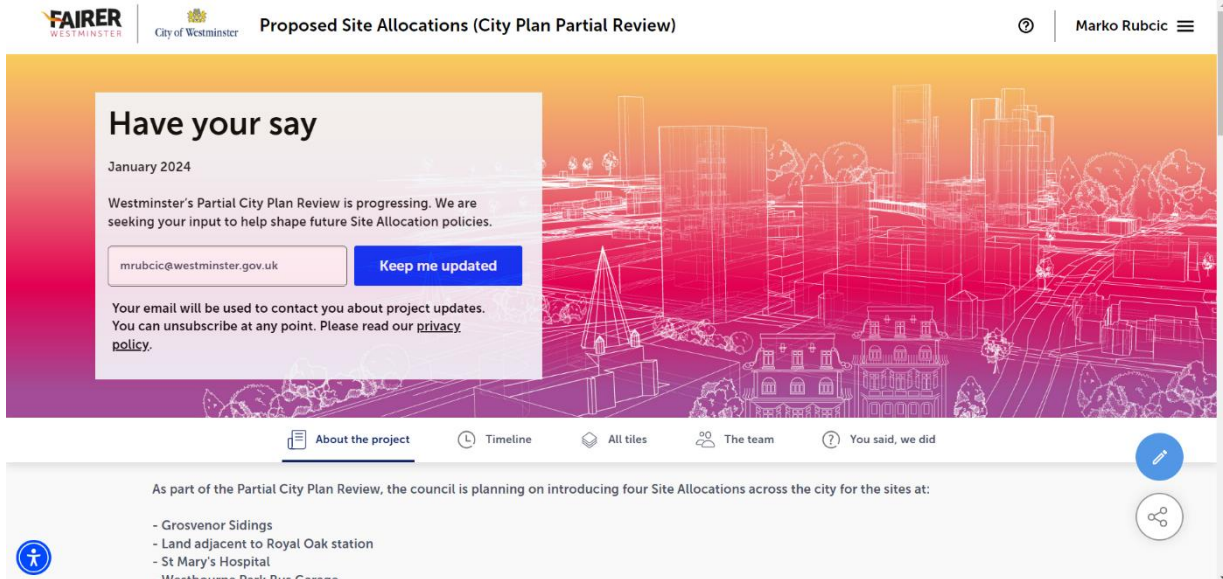 FAIRER
WESTMINSTER
City of Westminster
Proposed Site Allocations (City Plan Partial Review)
Marko Rubcic
Have your say
January 2024
Westminster's Partial City Plan Review is progressing. We are
seeking your input to help shape future Site Allocation policies.
mrubcic@westminster.gov.uk
Keep me updated
Your email will be used to contact you about project updates.
You can unsubscribe at any point. Please read our privacy
policy.
About the project
Timeline
All tiles
The team
You said, we did
As part of the Partial City Plan Review, the council is planning on introducing four Site Allocations across the city for the sites at:
- Grosvenor Sidings
- Land adjacent to Royal Oak station
- St Mary's Hospital
- Westbourne Park Bus Garage